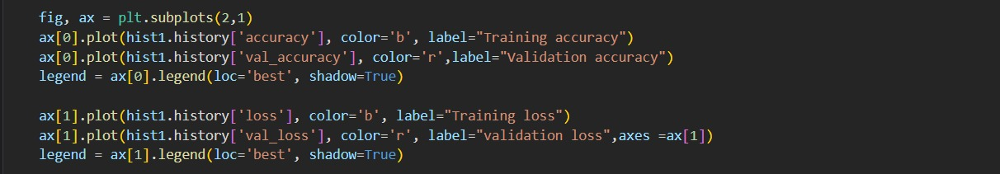 fig, ax = plt.subplots(2,1)
ax[0].plot(hist1.history['accuracy'], color='b', label="Training accuracy")
ax[0].plot(hist1.history['val_accuracy'], color='r',label="Validation accuracy")
legend = ax[0].legend(loc='best', shadow=True)

ax[1].plot(hist1.history['loss'], color='b', label="Training loss")
ax[1].plot(hist1.history['val_loss'], color='r', label="validation loss",axes =ax[1])
legend = ax[1].legend(loc='best', shadow=True)